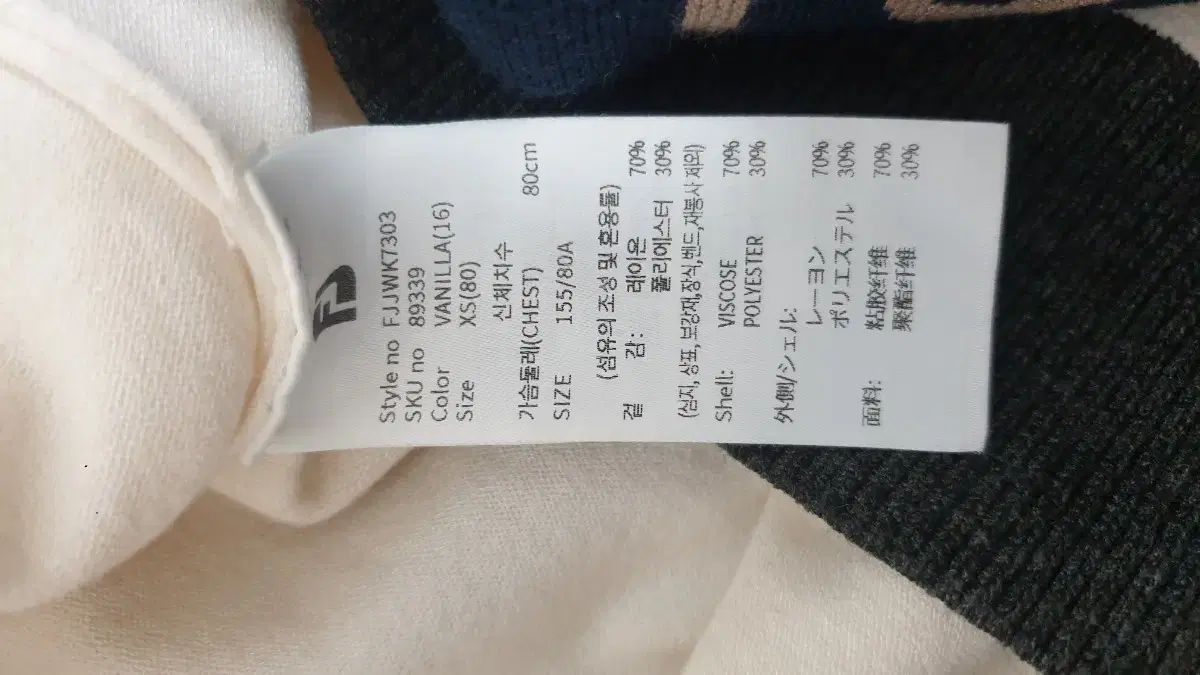 Style no FJJWK7303
SKU no 89339
Color VANILLA(16)
Size XS(80)
신체치수
가슴둘레(CHEST) 80cm
SIZE 155/80A
(섬유의 조성 및 혼용률)
겉 감: 레이온 70%
폴리에스터 30%
(심지,상표,보강재,장식,밴드,재봉사 제외)
Shell: VISCOSE 70%
POLYESTER 30%
外側/シェル:
レーヨン 70%
ポリエステル 30%
面料: 粘胶纤维 70%
聚酯纤维 30%